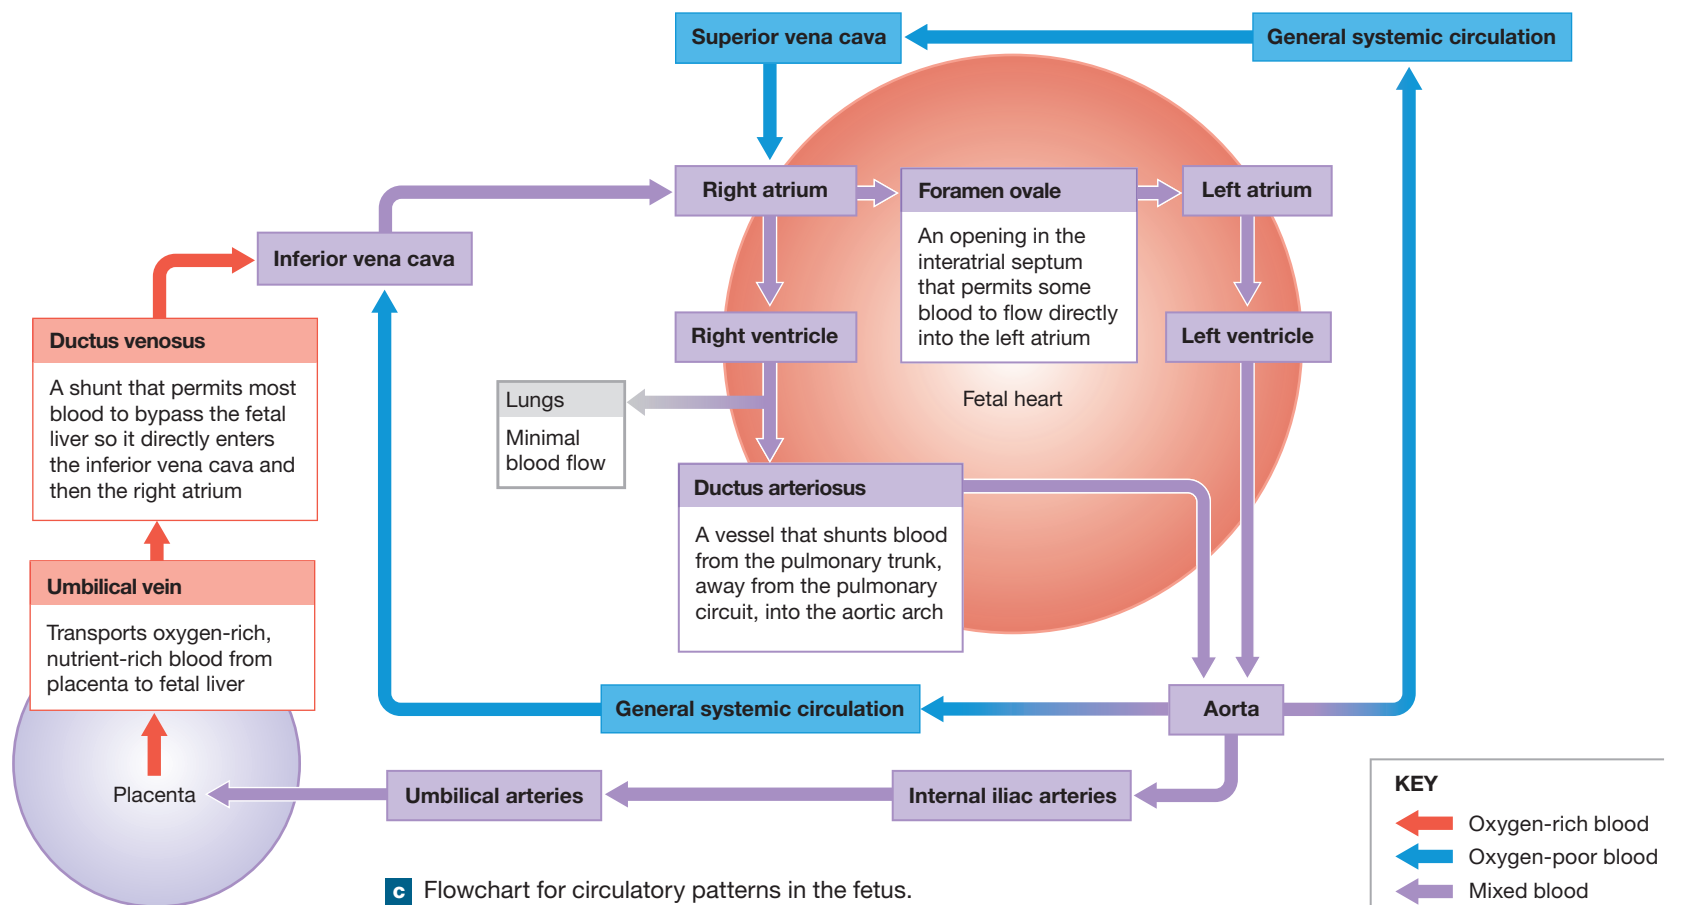 Superior vena cava
General systemic circulation
Right atrium
Foramen ovale
An opening in the
interatrial septum
that permits some
blood to flow directly
into the left atrium
Left atrium
Inferior vena cava
Ductus venosus
A shunt that permits most
blood to bypass the fetal
liver so it directly enters
the inferior vena cava and
then the right atrium
Right ventricle
Left ventricle
Lungs
Minimal
blood flow
Fetal heart
Ductus arteriosus
A vessel that shunts blood
from the pulmonary trunk,
away from the pulmonary
circuit, into the aortic arch
Umbilical vein
Transports oxygen-rich,
nutrient-rich blood from
placenta to fetal liver
General systemic circulation
Aorta
Placenta
Umbilical arteries
Internal iliac arteries
KEY
Oxygen-rich blood
Oxygen-poor blood
Mixed blood
c Flowchart for circulatory patterns in the fetus.